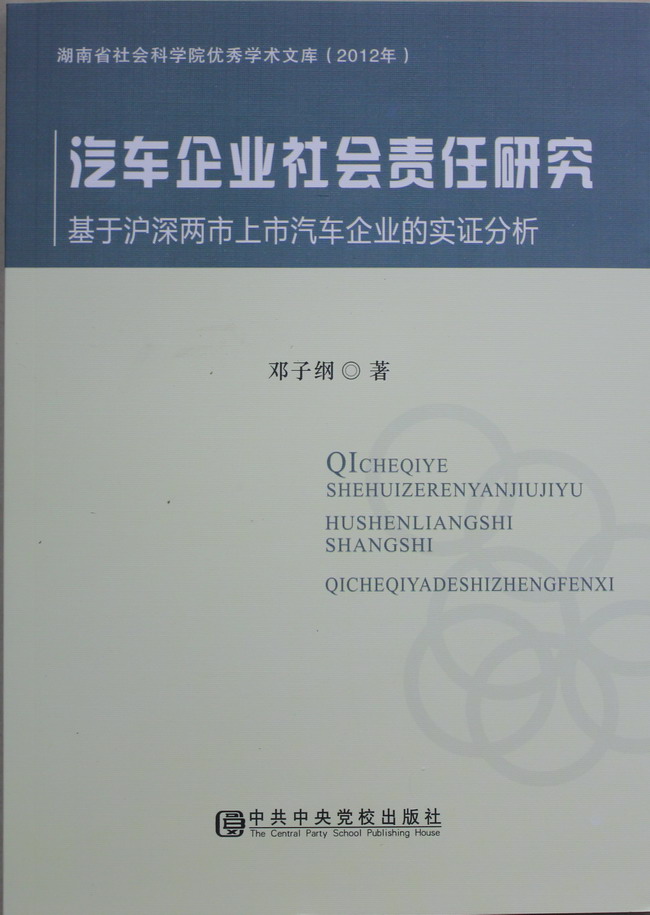 湖南省社会科学院优秀学术文库（2012年）
汽车企业社会责任研究
基于沪深两市上市汽车企业的实证分析
邓子纲◎著
QICHEQIYE
SHEHUIZERENYANJIUJIYU
HUSHENLIANGSHI
SHANGSHI
QICHEQIYADESHIZHENGFENXI
中共中央党校出版社
The Central Party School Publishing House